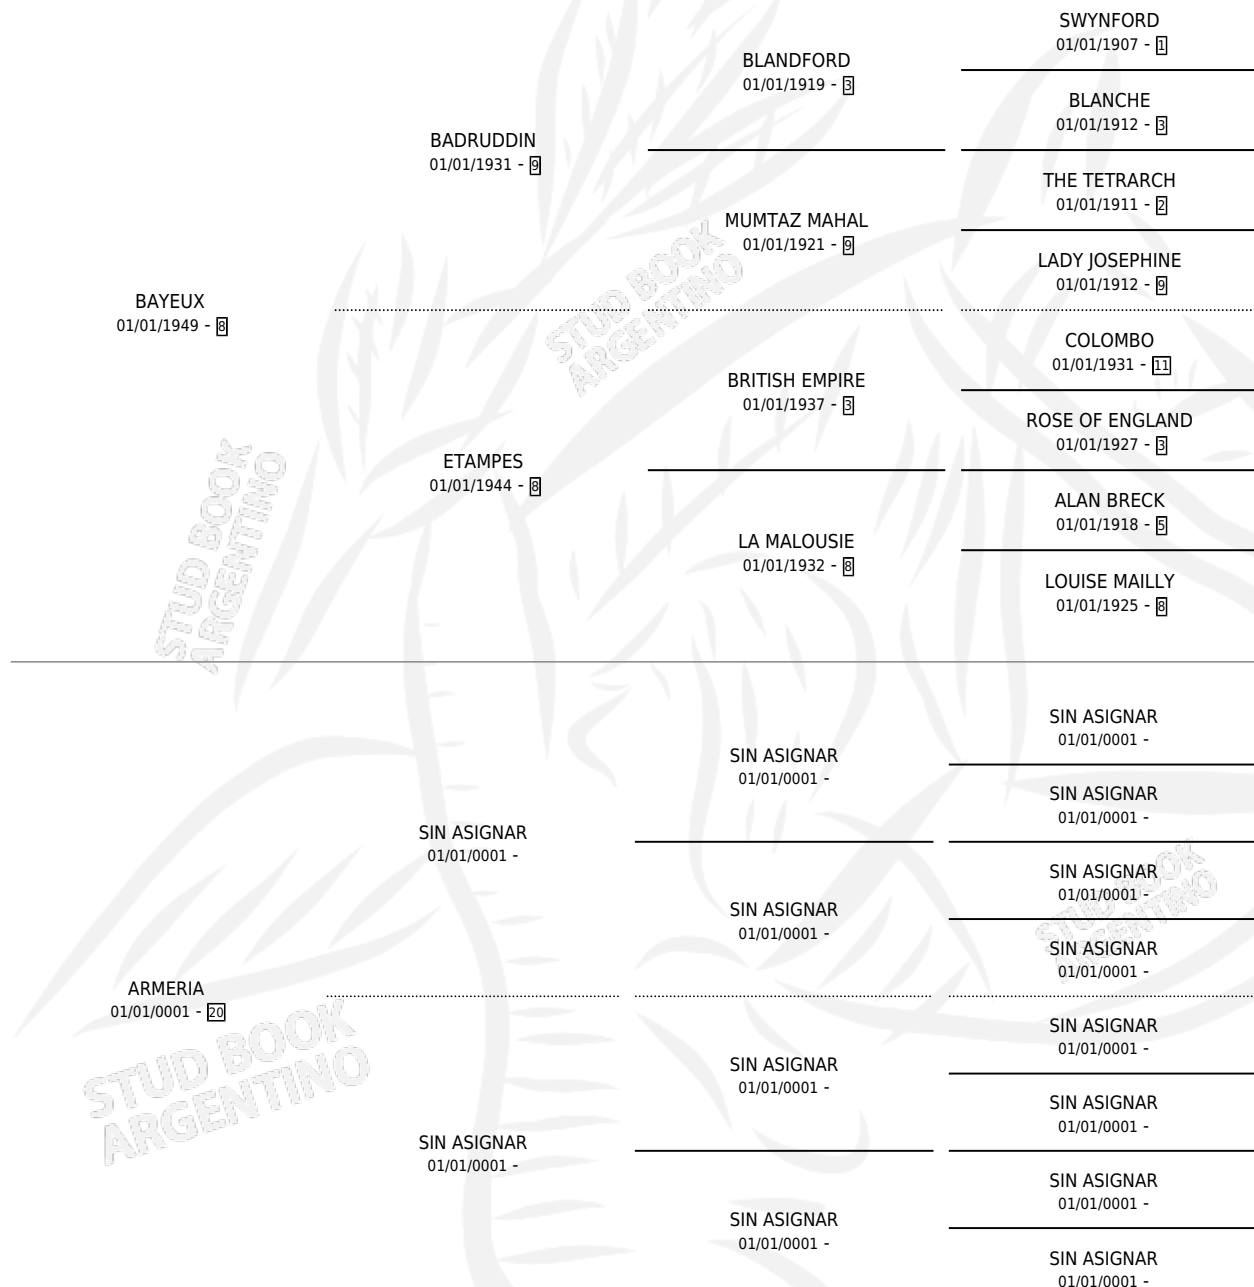 SWYNFORD
01/01/1907 - 1
BLANDFORD
01/01/1919 - 3
BLANCHE
01/01/1912 - 3
BADRUDDIN
01/01/1931 - 9
THE TETRARCH
01/01/1911 - 2
MUMTAZ MAHAL
01/01/1921 - 9
LADY JOSEPHINE
01/01/1912 - 9
BAYEUX
01/01/1949 - 8
COLOMBO
01/01/1931 - 11
BRITISH EMPIRE
01/01/1937 - 3
ROSE OF ENGLAND
01/01/1927 - 3
ETAMPES
01/01/1944 - 8
ALAN BRECK
01/01/1918 - 5
LA MALOUSIE
01/01/1932 - 8
LOUISE MAILLY
01/01/1925 - 8
STUD BOOK
ARGENTINO
STUD BOOK
ARGENTINO
SIN ASIGNAR
01/01/0001 -
SIN ASIGNAR
01/01/0001 -
SIN ASIGNAR
01/01/0001 -
SIN ASIGNAR
01/01/0001 -
SIN ASIGNAR
01/01/0001 -
SIN ASIGNAR
01/01/0001 -
SIN ASIGNAR
01/01/0001 -
ARMERIA
01/01/0001 - 20
SIN ASIGNAR
01/01/0001 -
SIN ASIGNAR
01/01/0001 -
SIN ASIGNAR
01/01/0001 -
SIN ASIGNAR
01/01/0001 -
SIN ASIGNAR
01/01/0001 -
SIN ASIGNAR
01/01/0001 -
SIN ASIGNAR
01/01/0001 -
STUD BOOK
ARGENTINO
STUD BOOK
ARGENTINO